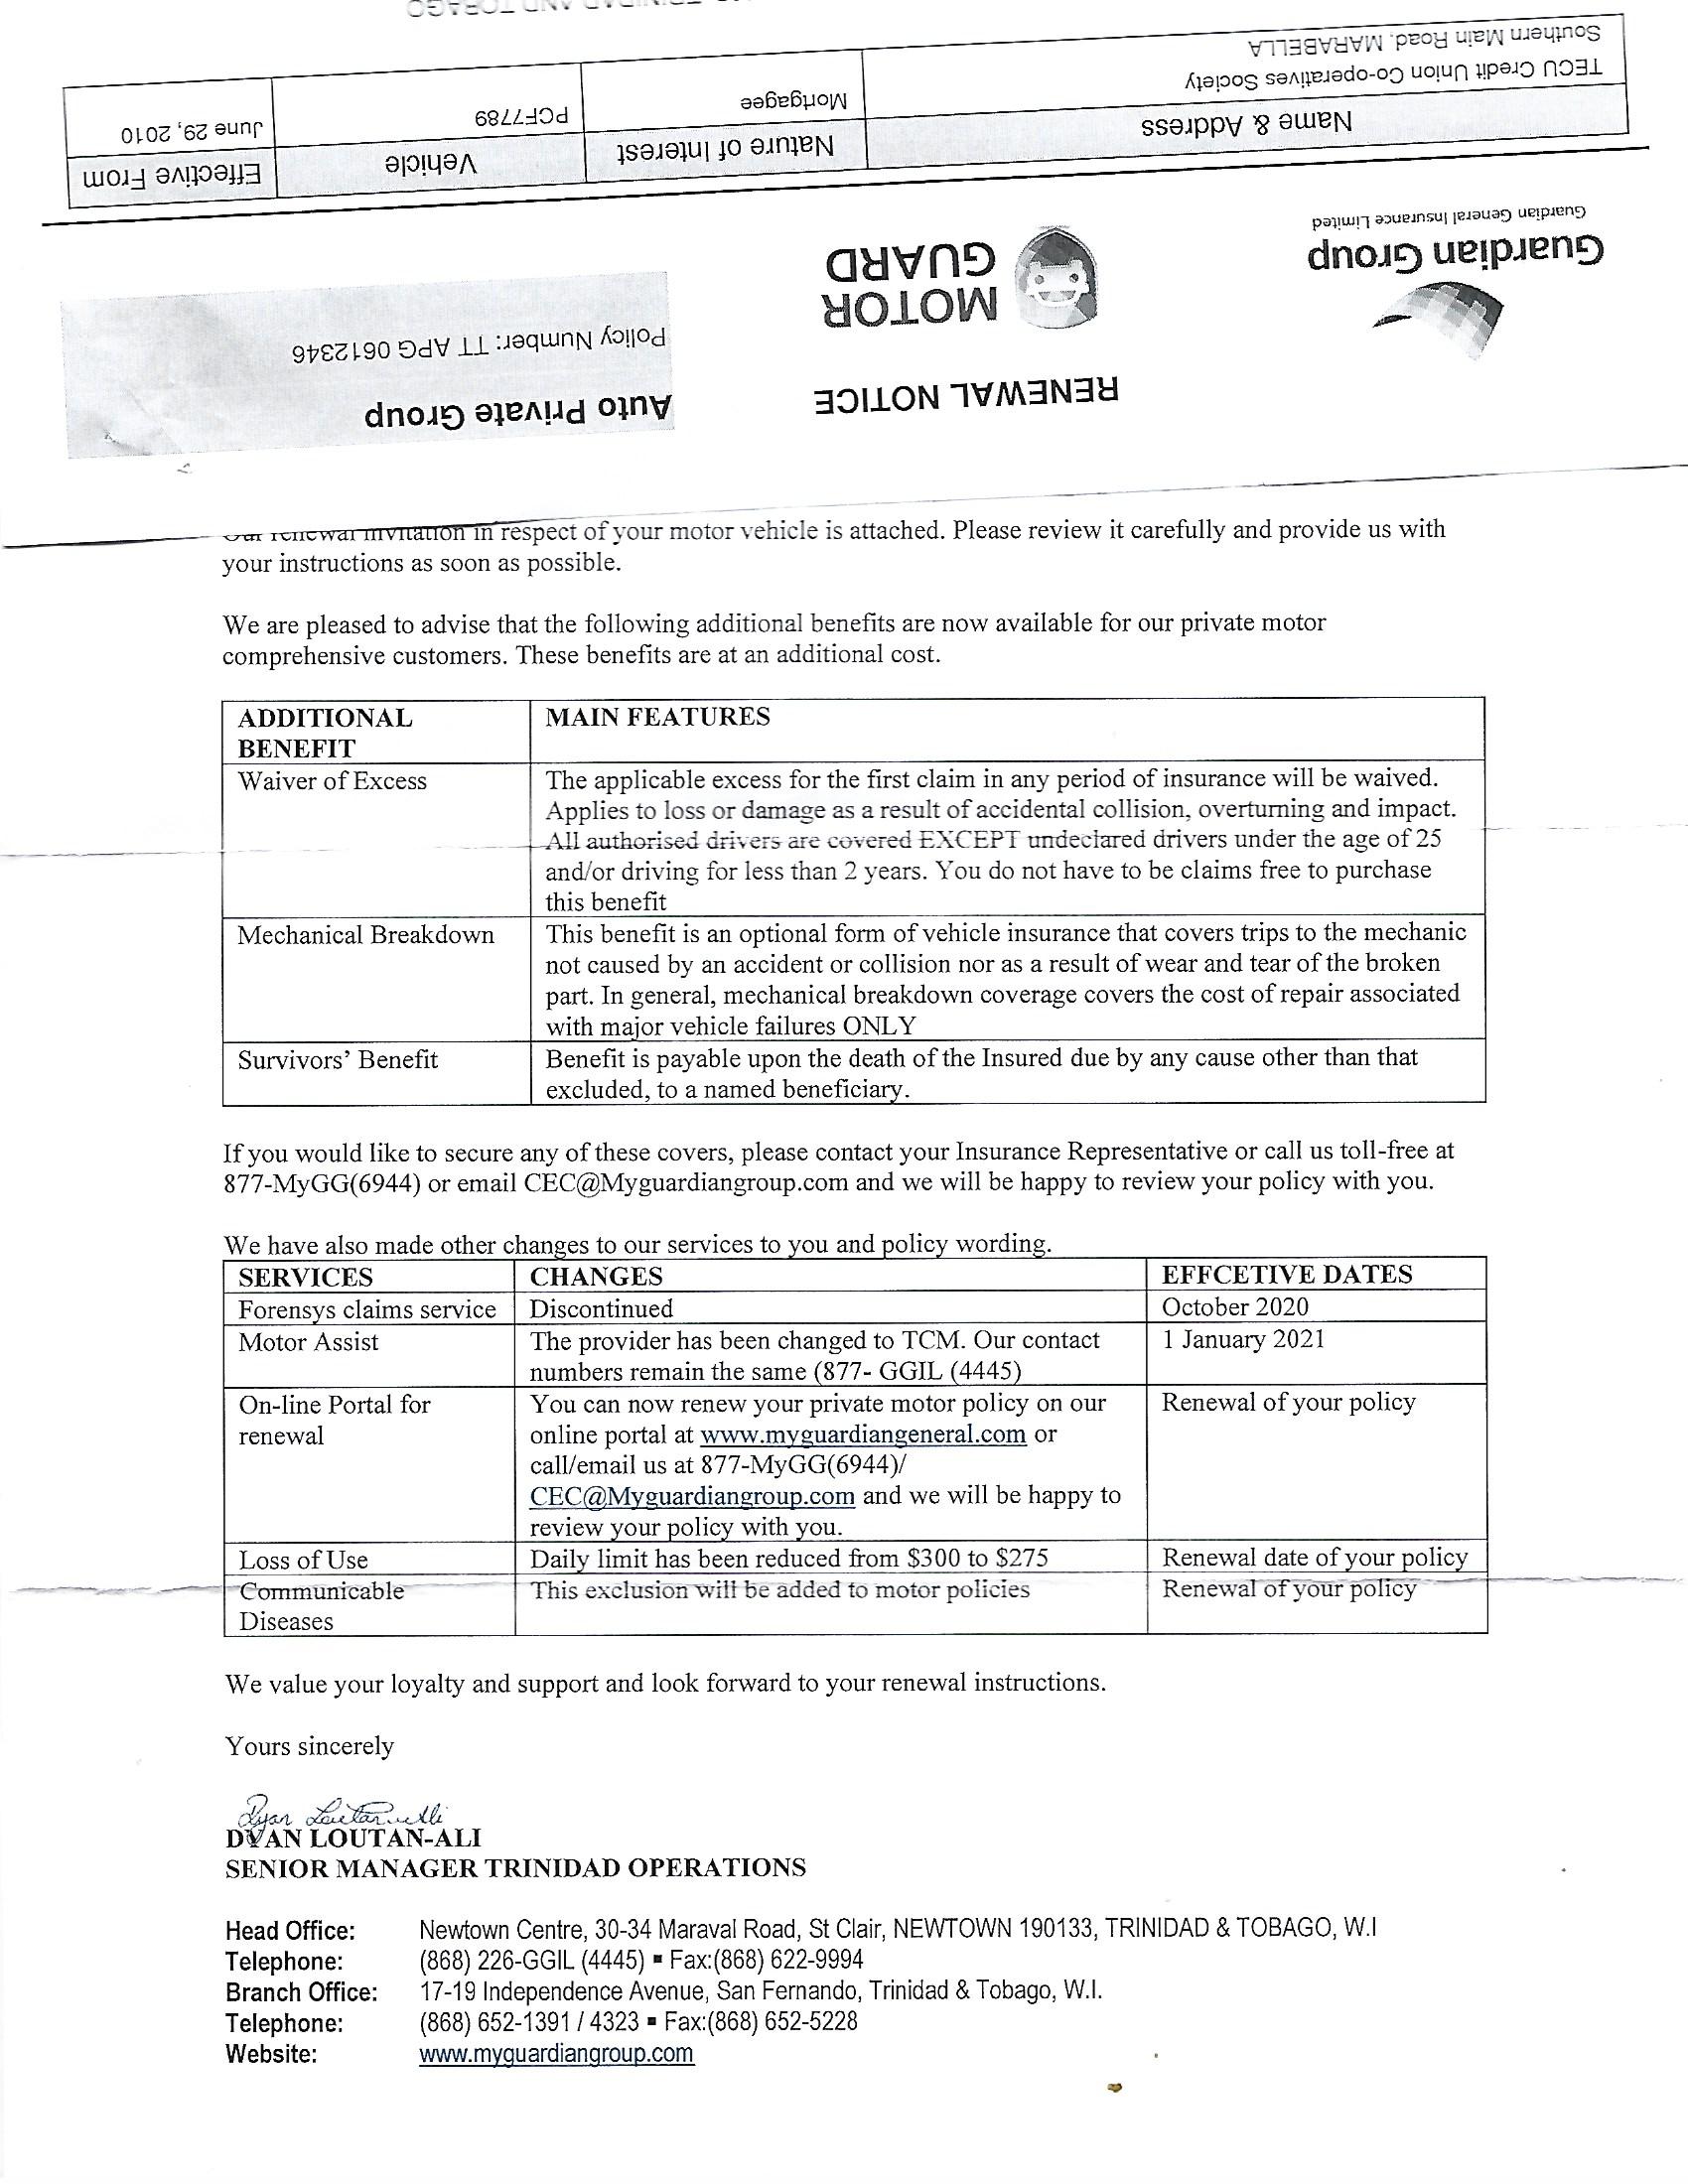 Guardian Group
Guardian General Insurance Limited
MOTOR
GUARD
RENEWAL NOTICE
Auto Private Group
Policy Number: TT APG 0612346
Name & Address Nature of Interest Vehicle Effective From
TECU Credit Union Co-operatives Society Mortgagee PCF7789 June 29, 2010
Southern Main Road, MARABELLA
TRINIDAD AND TOBAGO
Our renewal invitation in respect of your motor vehicle is attached. Please review it carefully and provide us with
your instructions as soon as possible.
We are pleased to advise that the following additional benefits are now available for our private motor
comprehensive customers. These benefits are at an additional cost.
ADDITIONAL MAIN FEATURES
BENEFIT
Waiver of Excess The applicable excess for the first claim in any period of insurance will be waived.
Applies to loss or damage as a result of accidental collision, overturning and impact.
All authorised drivers are covered EXCEPT undeclared drivers under the age of 25
and/or driving for less than 2 years. You do not have to be claims free to purchase
this benefit
Mechanical Breakdown This benefit is an optional form of vehicle insurance that covers trips to the mechanic
not caused by an accident or collision nor as a result of wear and tear of the broken
part. In general, mechanical breakdown coverage covers the cost of repair associated
with major vehicle failures ONLY
Survivors’ Benefit Benefit is payable upon the death of the Insured due by any cause other than that
excluded, to a named beneficiary.
If you would like to secure any of these covers, please contact your Insurance Representative or call us toll-free at
877-MyGG(6944) or email CEC@Myguardiangroup.com and we will be happy to review your policy with you.
We have also made other changes to our services to you and policy wording.
SERVICES CHANGES EFFCETIVE DATES
Forensys claims service Discontinued October 2020
Motor Assist The provider has been changed to TCM. Our contact 1 January 2021
numbers remain the same (877- GGIL (4445)
On-line Portal for You can now renew your private motor policy on our Renewal of your policy
renewal online portal at www.myguardiangeneral.com or
call/email us at 877-MyGG(6944)/
CEC@Myguardiangroup.com and we will be happy to
review your policy with you.
Loss of Use Daily limit has been reduced from $300 to $275 Renewal date of your policy
Communicable This exclusion will be added to motor policies Renewal of your policy
Diseases
We value your loyalty and support and look forward to your renewal instructions.
Yours sincerely
Dyan Loutan-Ali
DYAN LOUTAN-ALI
SENIOR MANAGER TRINIDAD OPERATIONS
Head Office: Newtown Centre, 30-34 Maraval Road, St Clair, NEWTOWN 190133, TRINIDAD & TOBAGO, W.I
Telephone: (868) 226-GGIL (4445) ▪ Fax:(868) 622-9994
Branch Office: 17-19 Independence Avenue, San Fernando, Trinidad & Tobago, W.I.
Telephone: (868) 652-1391 / 4323 ▪ Fax:(868) 652-5228
Website: www.myguardiangroup.com